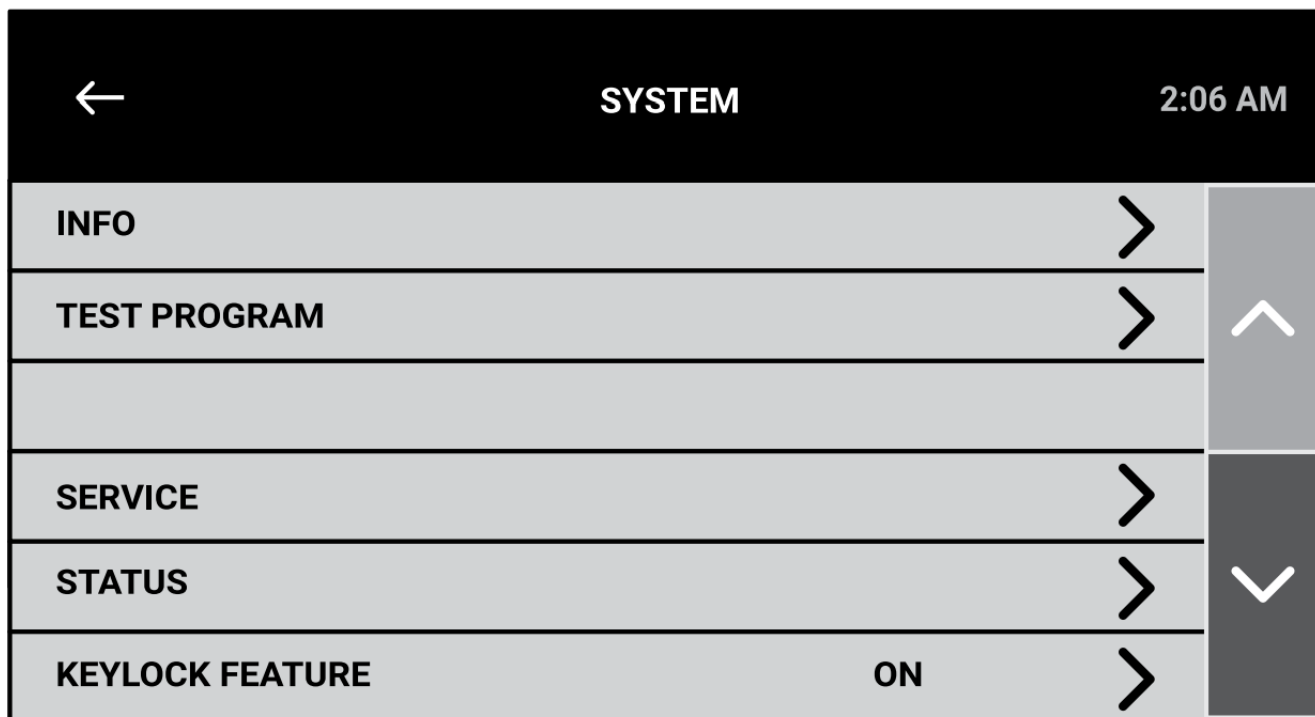 SYSTEM
2:06 AM
INFO
TEST PROGRAM
SERVICE
STATUS
KEYLOCK FEATURE ON